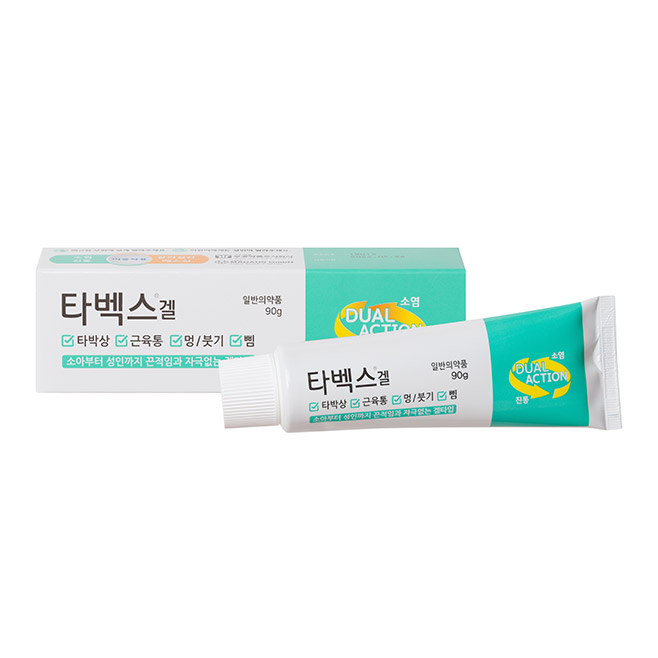 타벡스®겔
일반의약품
90g
타박상 근육통 멍/붓기 삠
소아부터 성인까지 끈적임과 자극없는 겔타입
소염
DUAL
ACTION
타벡스®겔
일반의약품
90g
타박상 근육통 멍/붓기 삠
소아부터 성인까지 끈적임과 자극없는 겔타입
소염
DUAL
ACTION
진통